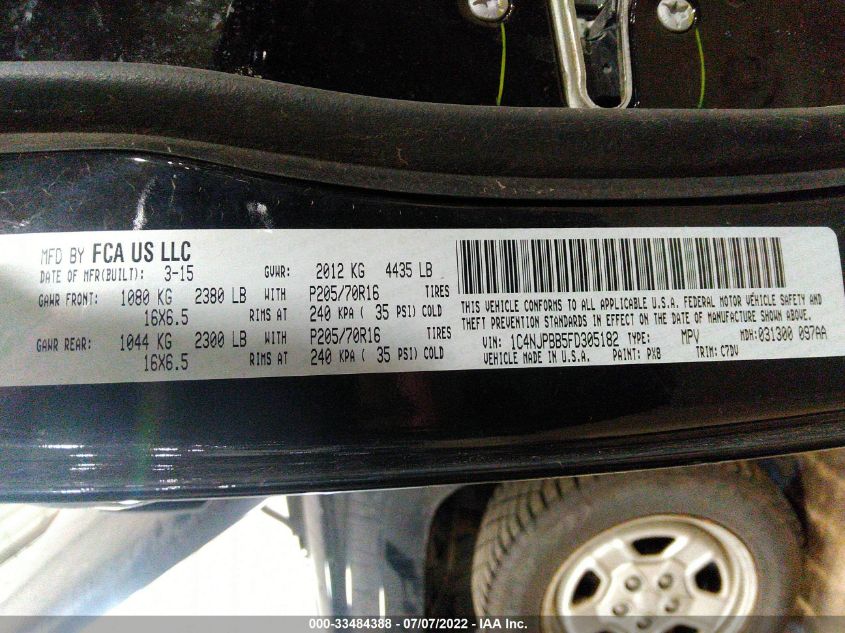 MFD BY FCA US LLC
DATE OF MFR(BUILT): 3-15 GVWR: 2012 KG 4435 LB
GAWR FRONT: 1080 KG 2380 LB WITH P205/70R16 TIRES
16X6.5 RIMS AT 240 KPA ( 35 PSI) COLD
GAWR REAR: 1044 KG 2300 LB WITH P205/70R16 TIRES
16X6.5 RIMS AT 240 KPA ( 35 PSI) COLD
THIS VEHICLE CONFORMS TO ALL APPLICABLE U.S.A. FEDERAL MOTOR VEHICLE SAFETY AND
THEFT PREVENTION STANDARDS IN EFFECT ON THE DATE OF MANUFACTURE SHOWN ABOVE.
VIN: 1C4NJPBB5FD305182 TYPE: MPV MDH: 031300 097AA
VEHICLE MADE IN U.S.A. PAINT: PX8 TRIM: C7DV
000-33484388 - 07/07/2022 - IAA Inc.